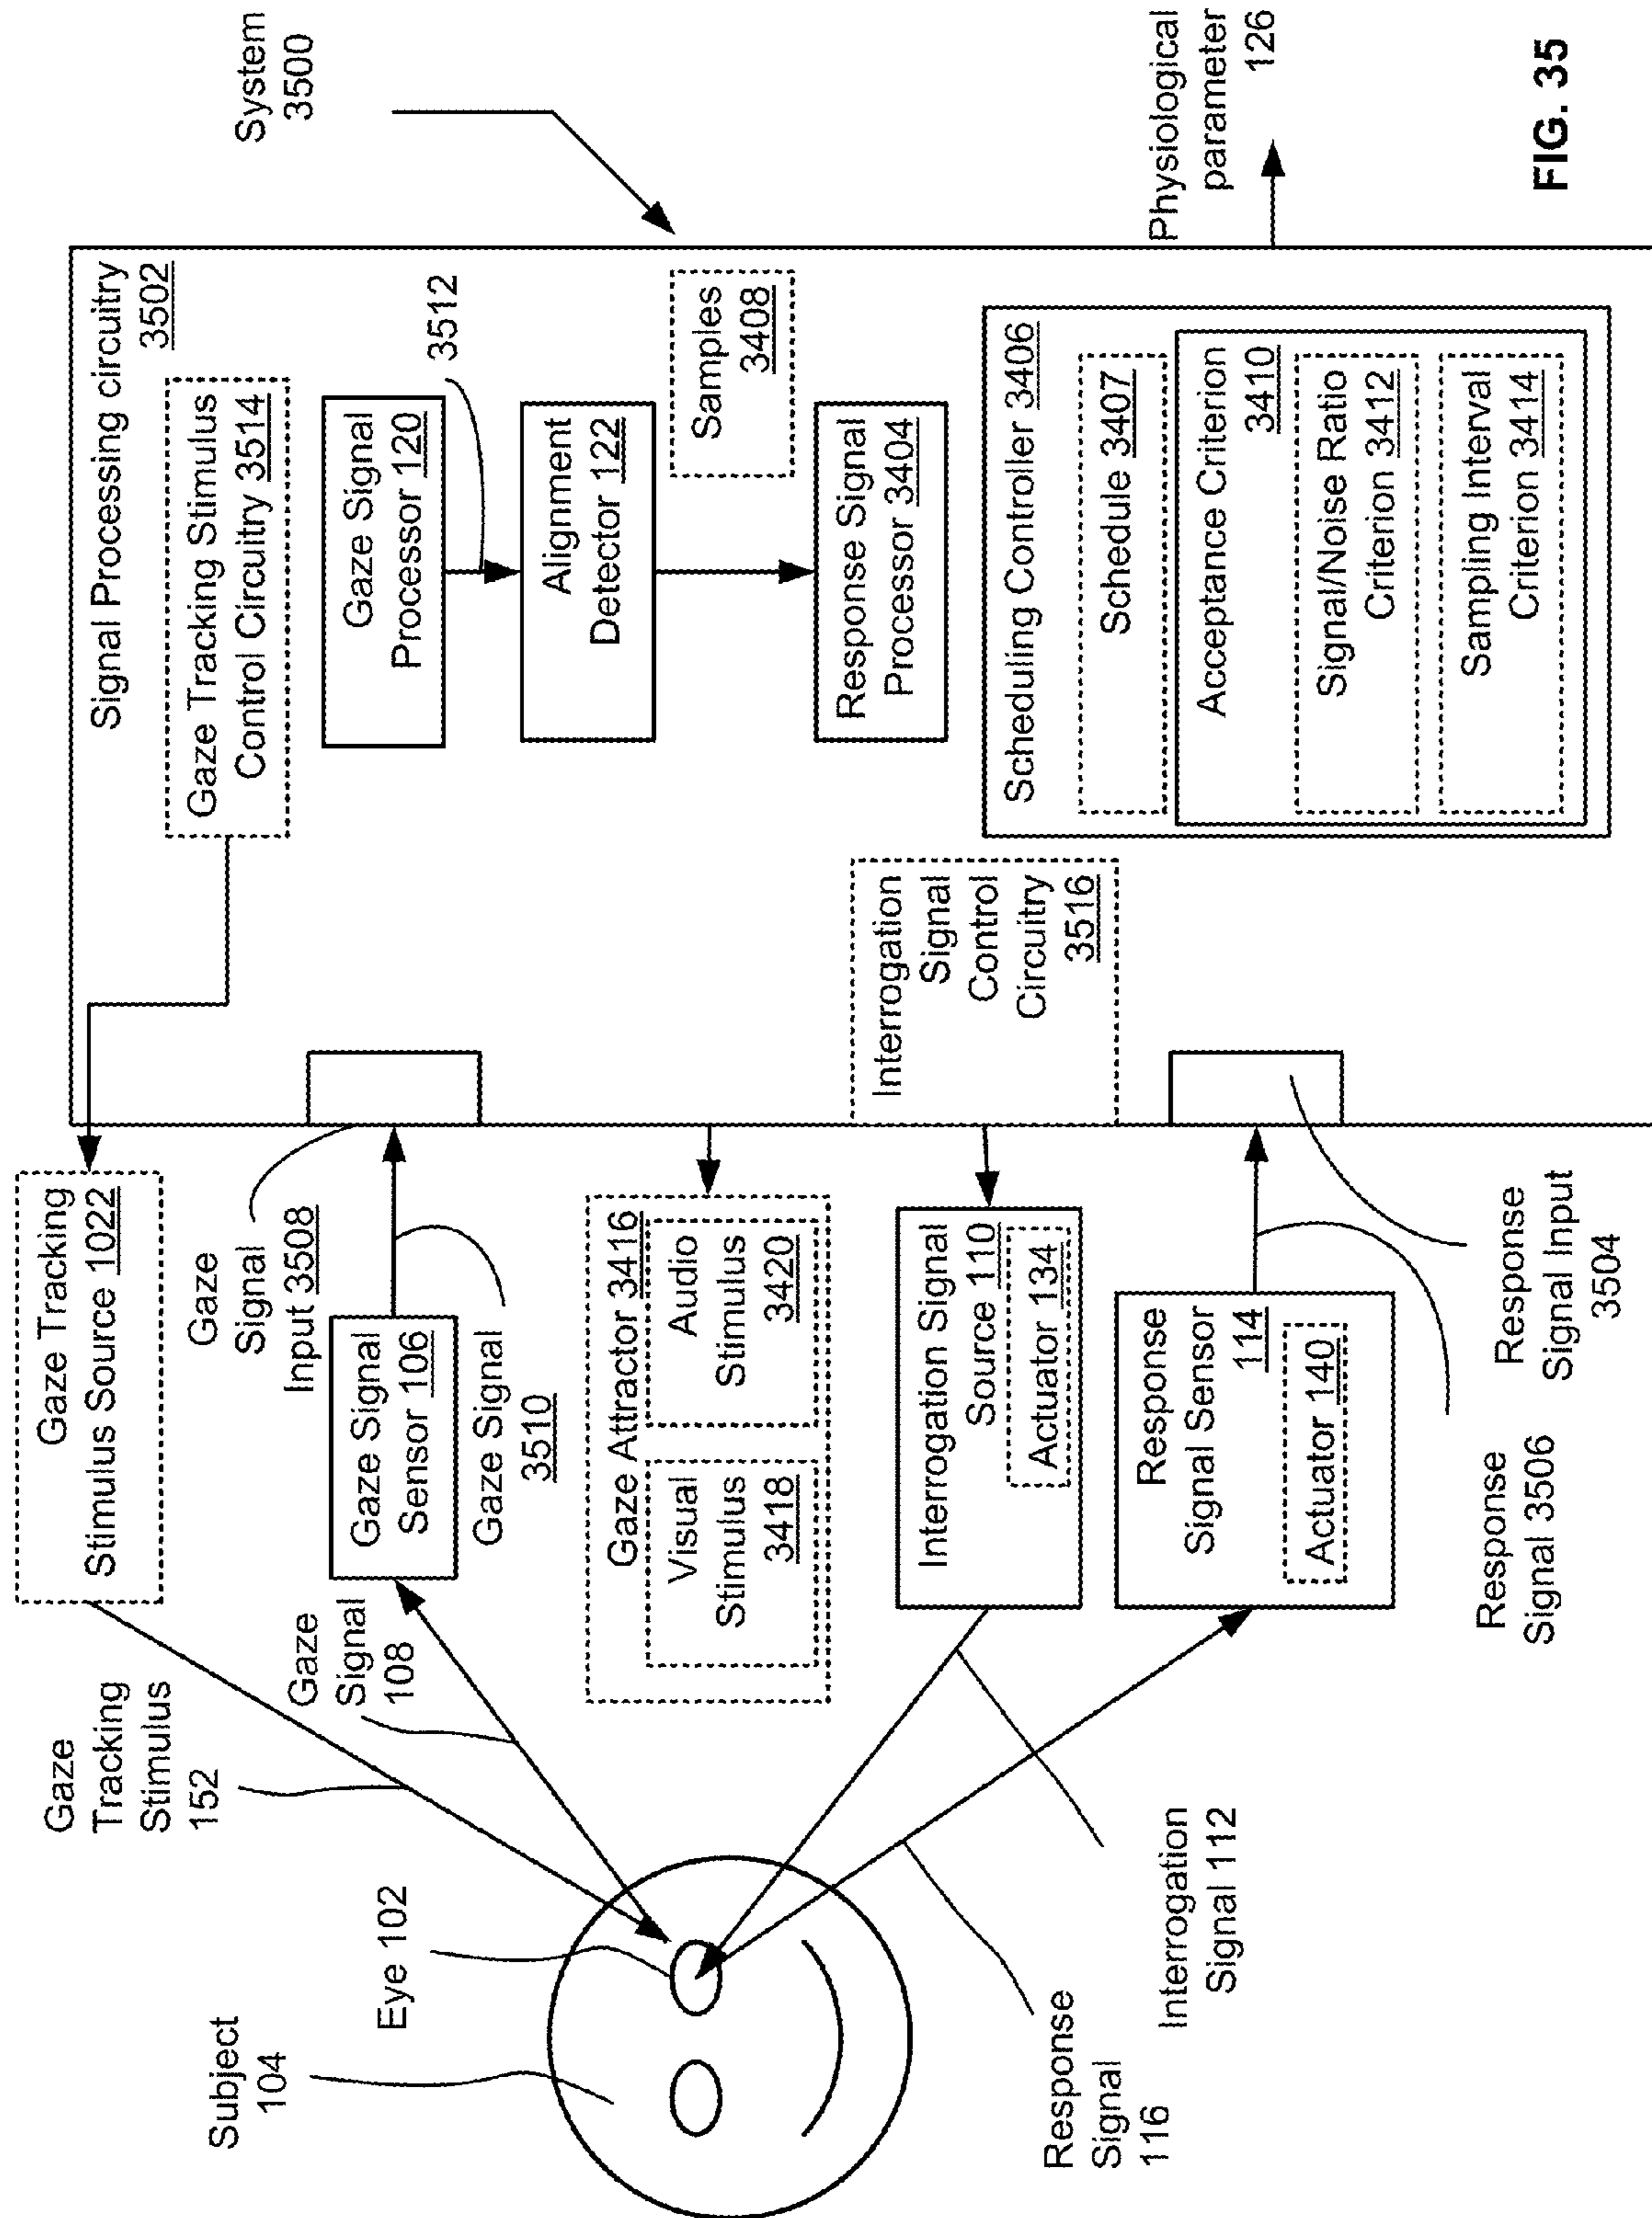 System
3500
Signal Processing circuitry
3502
Gaze Tracking Stimulus
Control Circuitry 3514
Gaze Signal
Processor 120
3512
Alignment
Detector 122
Samples
3408
Response Signal
Processor 3404
Scheduling Controller 3406
Schedule 3407
Acceptance Criterion
3410
Signal/Noise Ratio
Criterion 3412
Sampling Interval
Criterion 3414
Physiological
parameter
126
Interrogation
Signal
Control
Circuitry
3516
Gaze Tracking
Stimulus Source 1022
Gaze
Signal
Input 3508
Gaze Signal
Sensor 106
Gaze Signal
3510
Gaze Attractor 3416
Visual
Stimulus
3418
Audio
Stimulus
3420
Interrogation Signal
Source 110
Actuator 134
Response
Signal Sensor
114
Actuator 140
Response
Signal Input
3504
Response
Signal 3506
Gaze
Tracking
Stimulus
152
Gaze
Signal
108
Subject
104
Eye 102
Response
Signal
116
Interrogation
Signal 112
FIG. 35